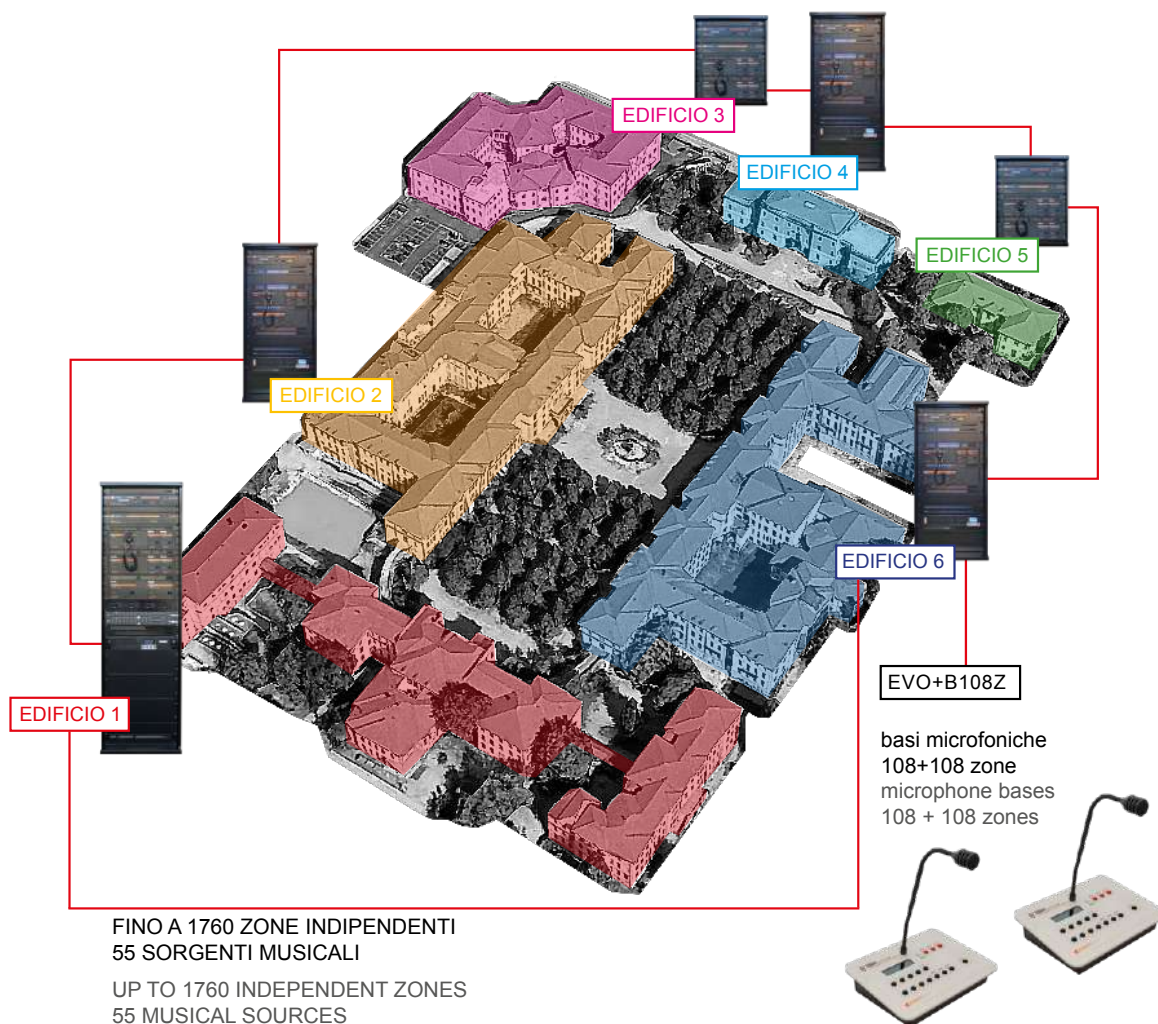 EDIFICIO 3
EDIFICIO 4
EDIFICIO 5
EDIFICIO 2
EDIFICIO 6
EVO+B108Z
EDIFICIO 1
basi microfoniche
108+108 zone
microphone bases
108 + 108 zones
FINO A 1760 ZONE INDIPENDENTI
55 SORGENTI MUSICALI
UP TO 1760 INDEPENDENT ZONES
55 MUSICAL SOURCES